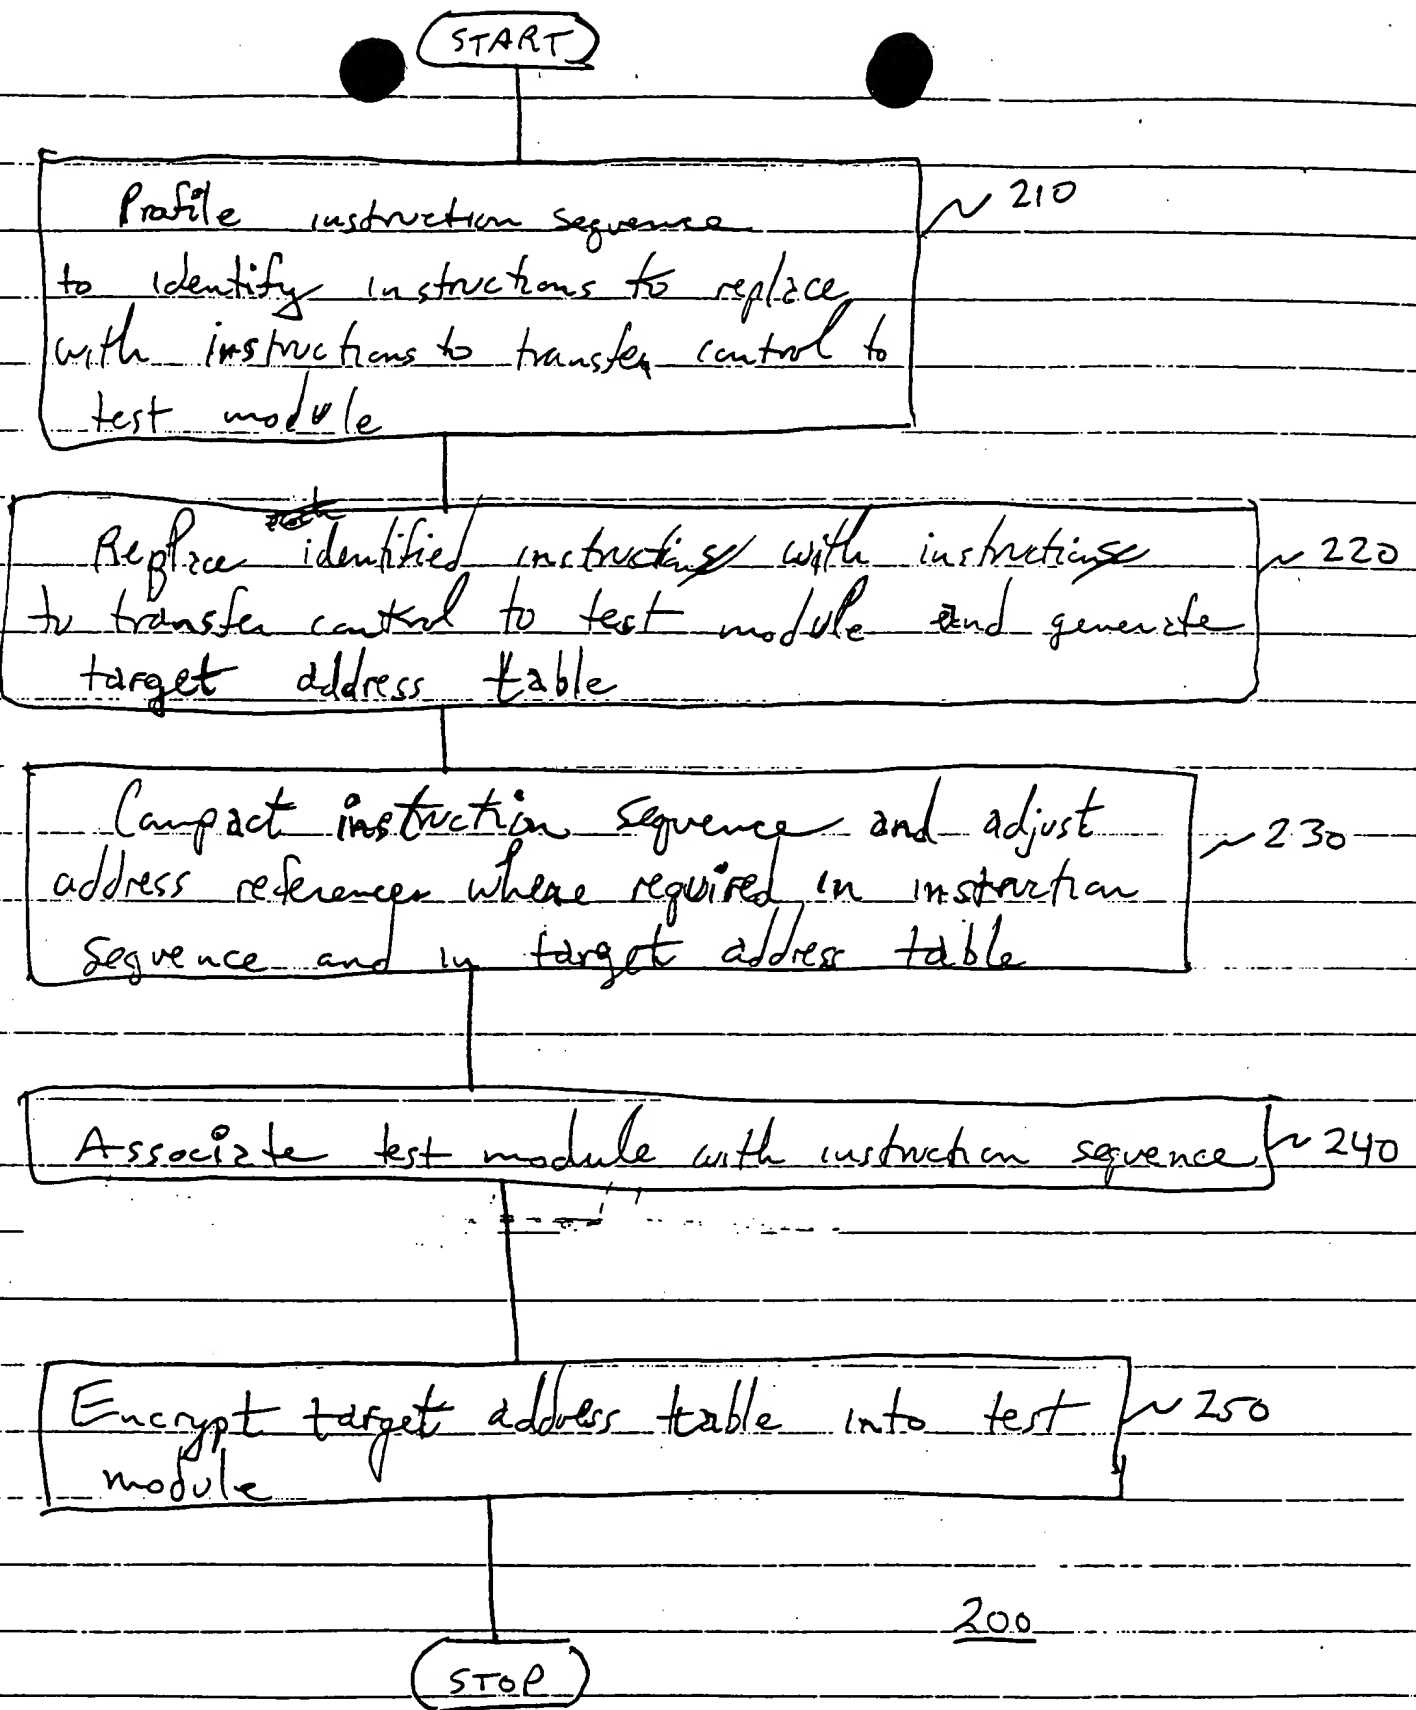 START
Profile instruction sequence
210
to identify instructions to replace
with instructions to transfer control to
test module
Replace identified instructions with instructions
220
to transfer control to test module and generate
target address table
Compact instruction sequence and adjust
230
address references where required in instruction
sequence and in target address table
Associate test module with instruction sequence
240
Encrypt target address table into test
250
module
200
STOP